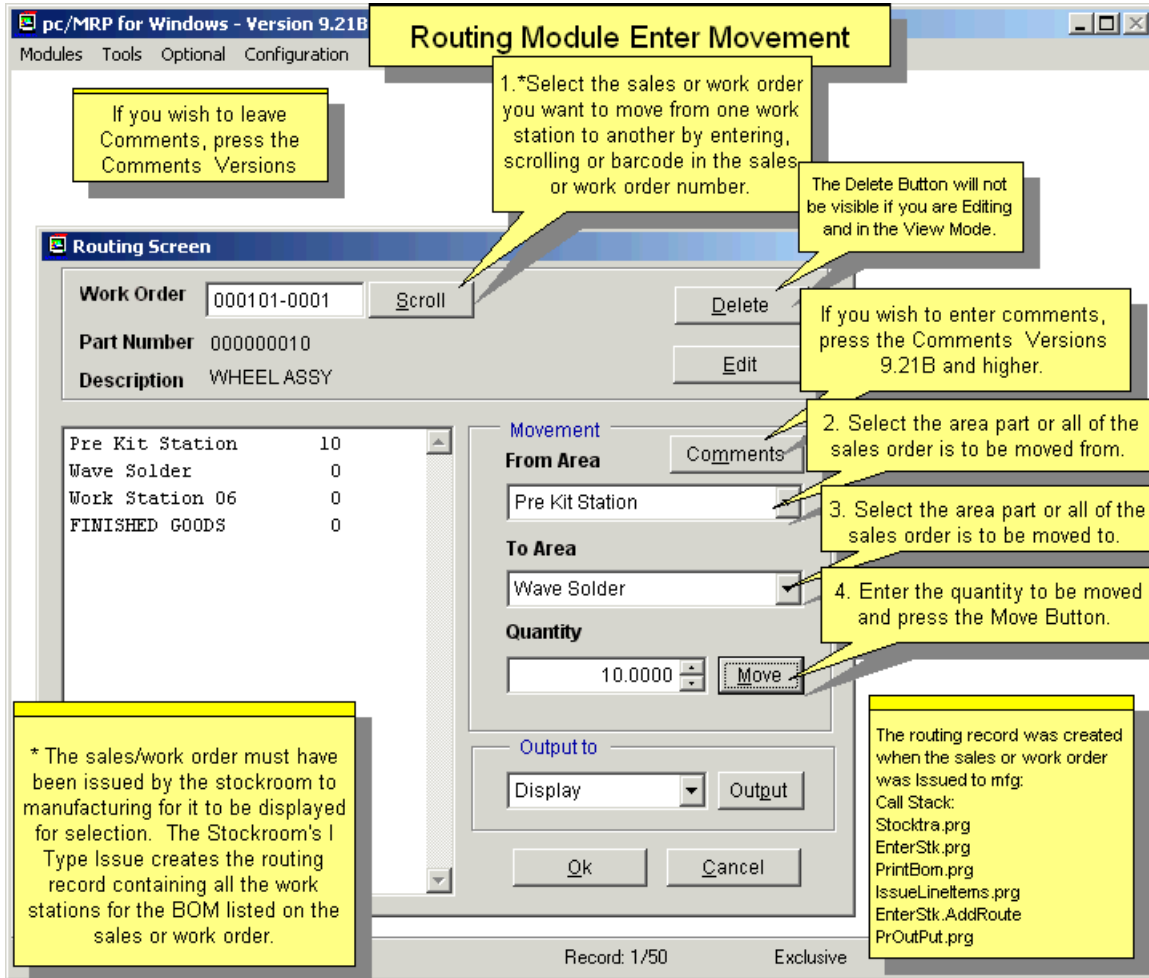 pc/MRP for Windows - Version 9.21B
Routing Module Enter Movement
Modules Tools Optional Configuration
If you wish to leave
Comments, press the
Comments Versions
1.*Select the sales or work order
you want to move from one work
station to another by entering,
scrolling or barcode in the sales
or work order number.
The Delete Button will not
be visible if you are Editing
and in the View Mode.
Routing Screen
Work Order 000101-0001 Scroll
Delete
Part Number 000000010
Edit
Description WHEEL ASSY
If you wish to enter comments,
press the Comments Versions
9.21B and higher.
Pre Kit Station 10
Wave Solder 0
Work Station 06 0
FINISHED GOODS 0
Movement
From Area
Comments
Pre Kit Station
To Area
Wave Solder
Quantity
10.0000 Move
2. Select the area part or all of the
sales order is to be moved from.
3. Select the area part or all of the
sales order is to be moved to.
4. Enter the quantity to be moved
and press the Move Button.
* The sales/work order must have
been issued by the stockroom to
manufacturing for it to be displayed
for selection. The Stockroom's I
Type Issue creates the routing
record containing all the work
stations for the BOM listed on the
sales or work order.
Output to
Display Output
Ok Cancel
The routing record was created
when the sales or work order
was Issued to mfg:
Call Stack:
Stocktra.prg
EnterStk.prg
PrintBom.prg
IssueLineItems.prg
EnterStk.AddRoute
PrOutPut.prg
Record: 1/50 Exclusive